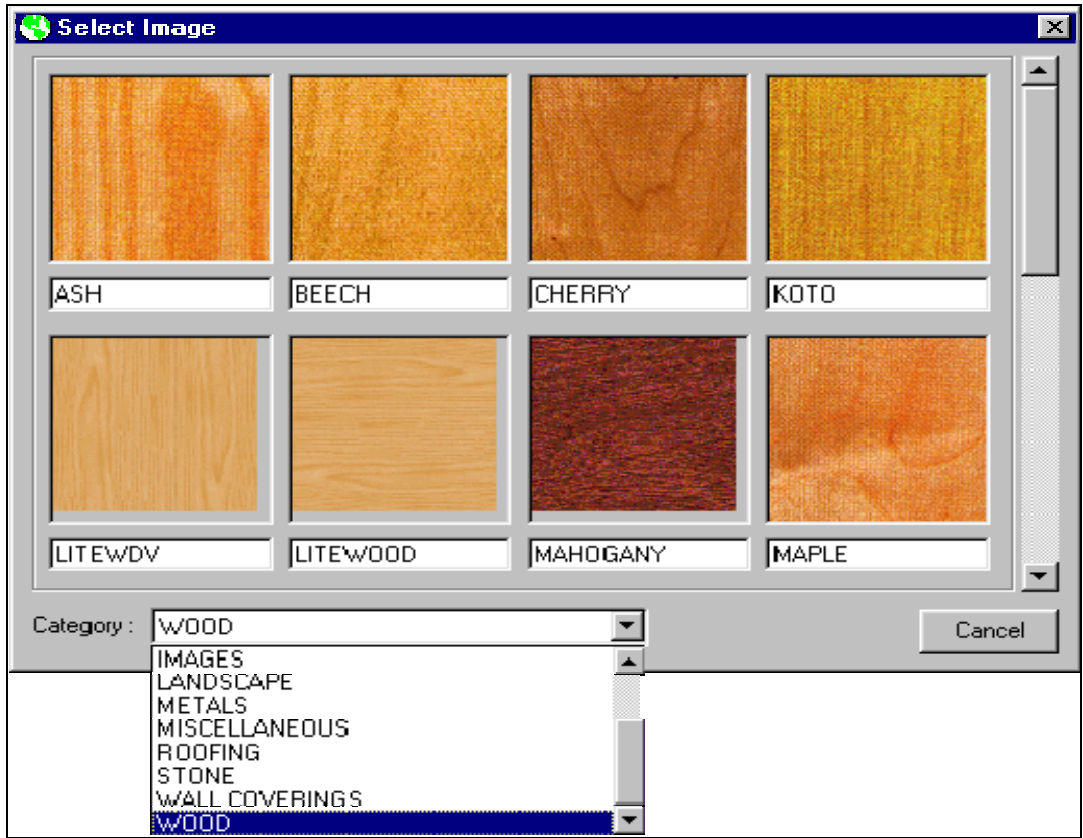 Select Image
ASH BEECH CHERRY KOTO
LITEWDV LITEWOOD MAHOGANY MAPLE
Category : WOOD Cancel
IMAGES
LANDSCAPE
METALS
MISCELLANEOUS
ROOFING
STONE
WALL COVERINGS
WOOD